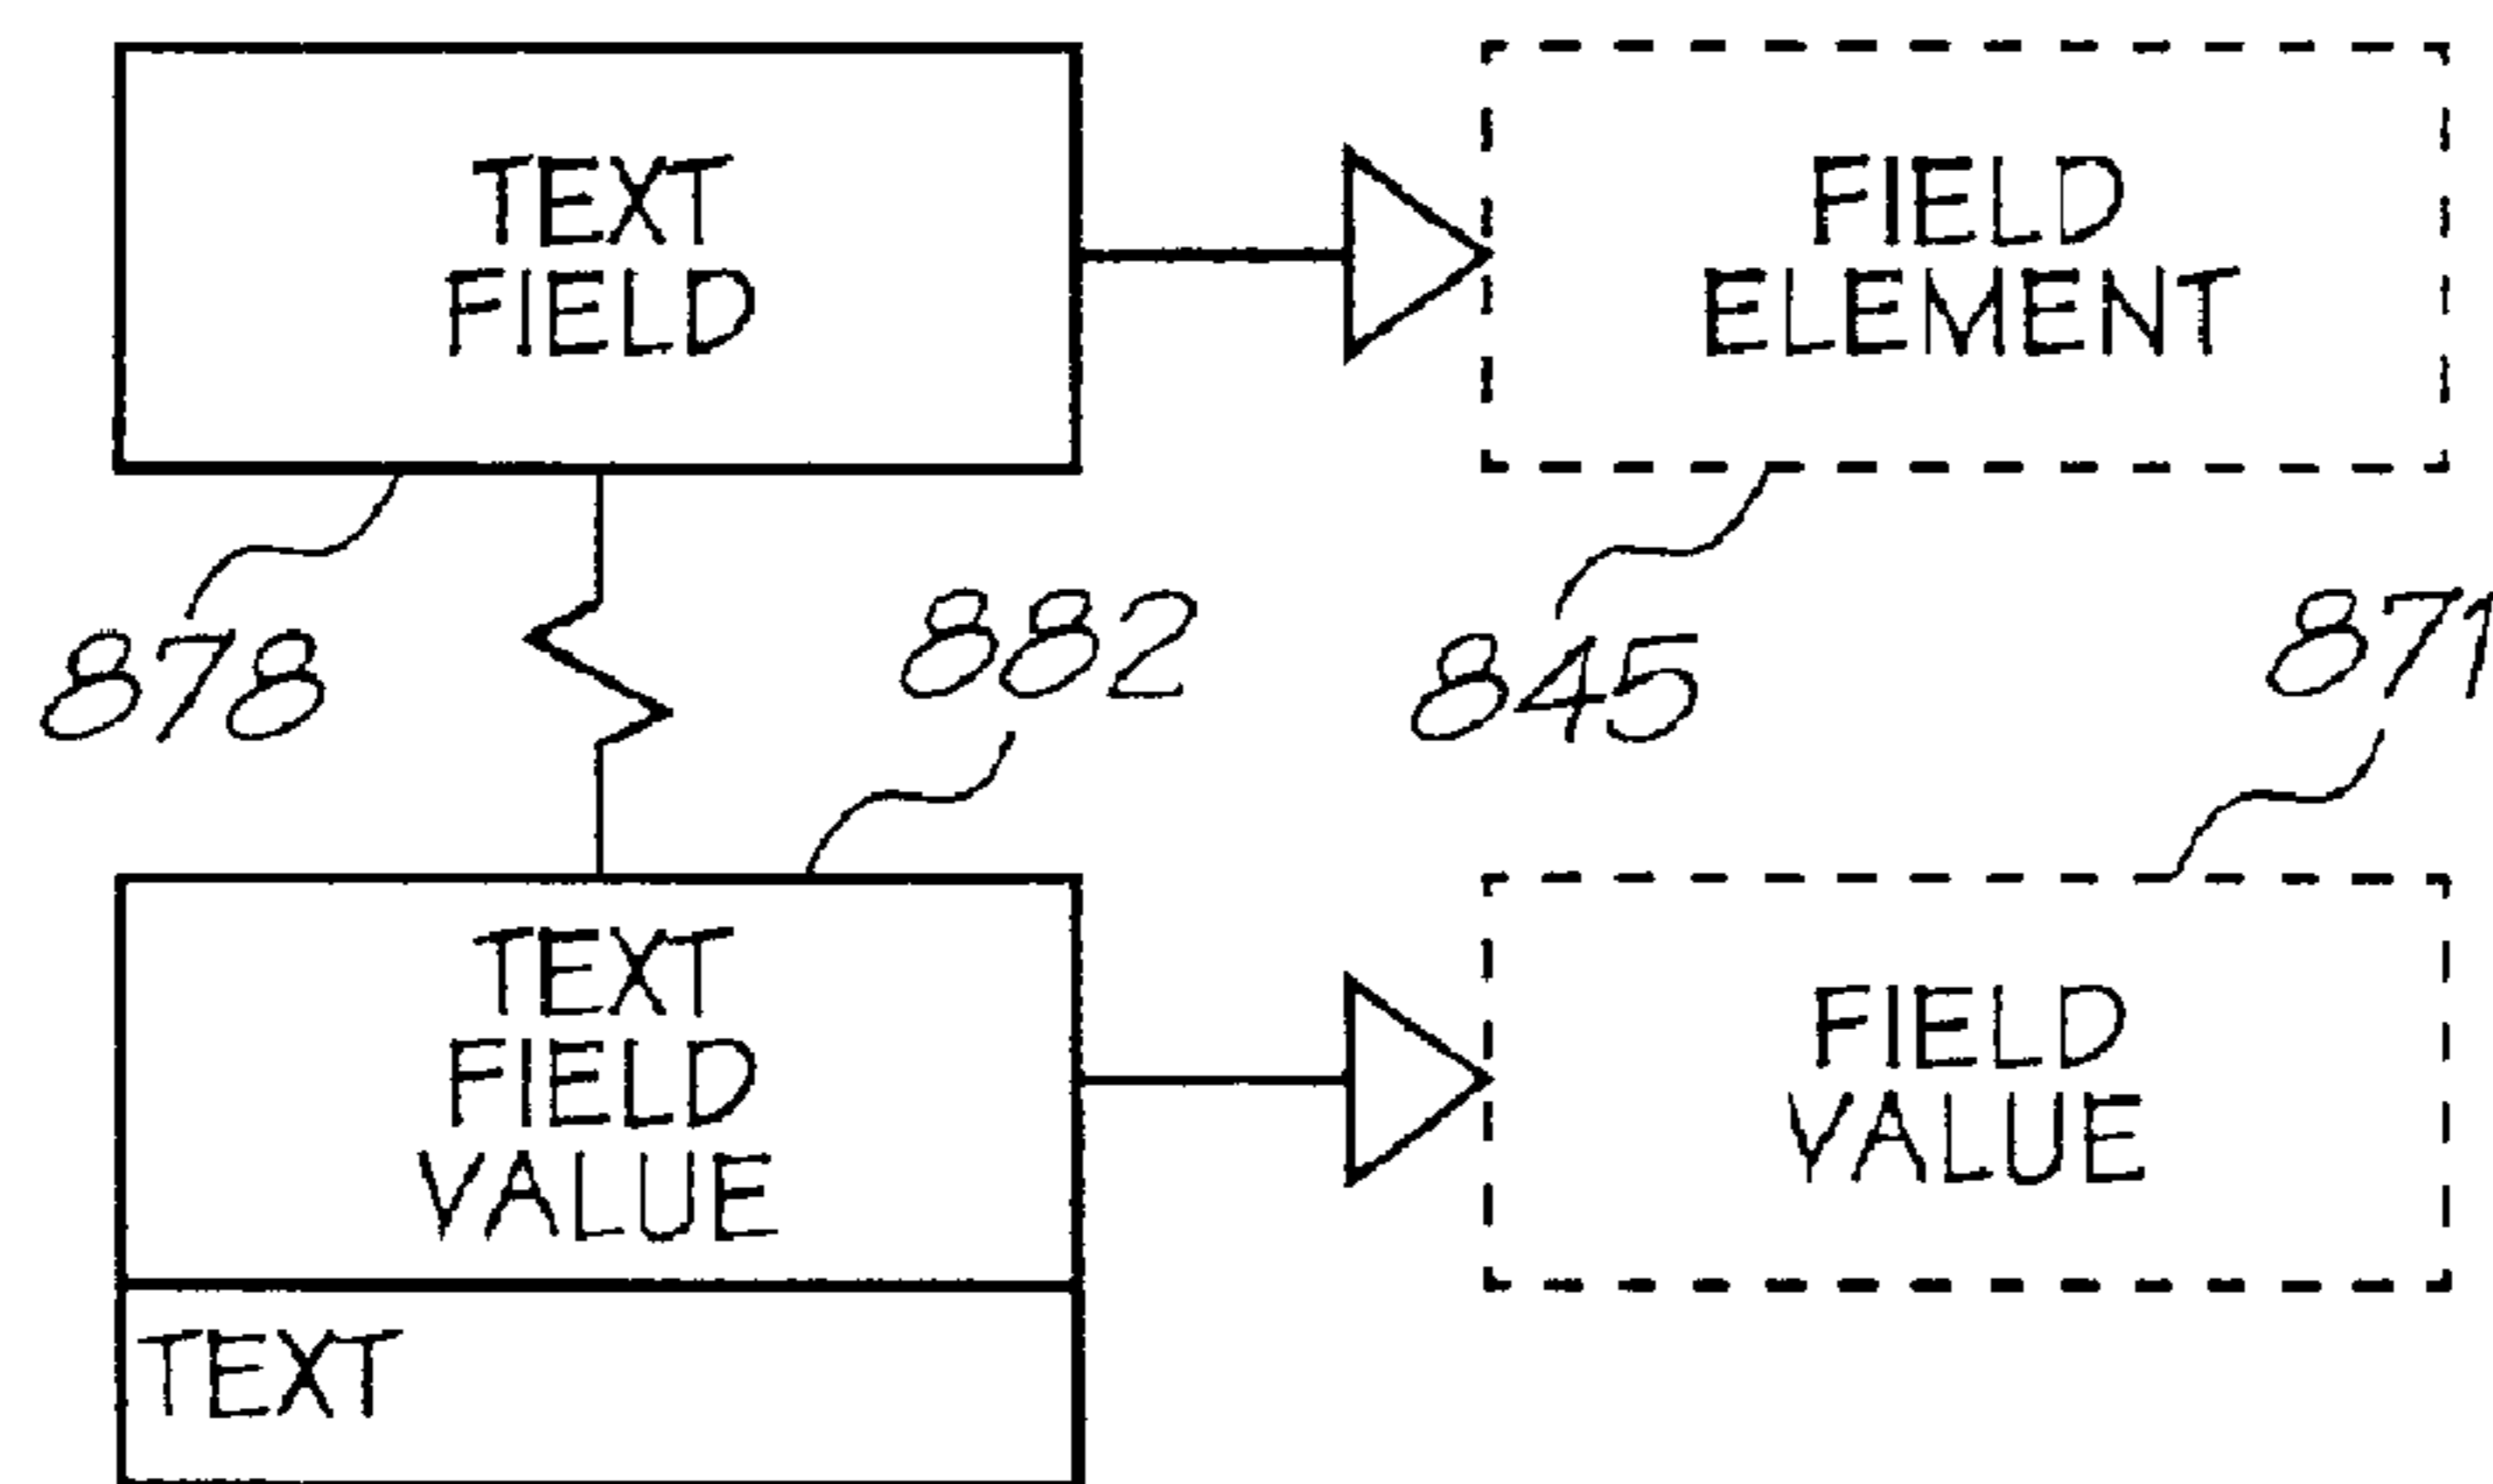 TEXT
FIELD
FIELD
ELEMENT
878
882
845
871
TEXT
FIELD
VALUE
FIELD
VALUE
TEXT